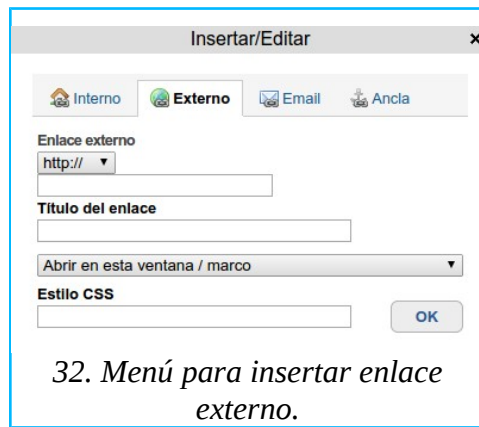 Insertar/Editar ×
Interno Externo Email Ancla
Enlace externo
http:// ▼
Título del enlace
Abrir en esta ventana / marco ▼
Estilo CSS
OK
32. Menú para insertar enlace
externo.